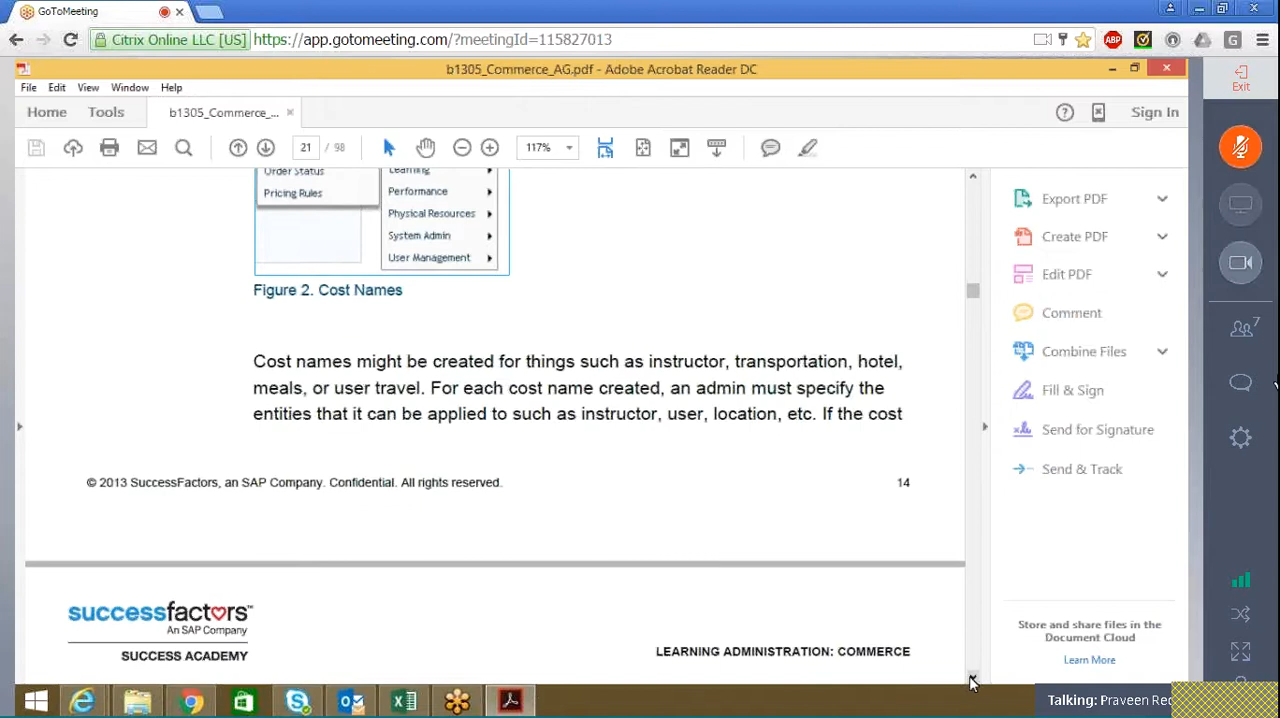 GoToMeeting
Citrix Online LLC [US]
https://app.gotomeeting.com/?meetingId=115827013
ABP
G
b1305_Commerce_AG.pdf - Adobe Acrobat Reader DC
Exit
File Edit View Window Help
Home Tools b1305_Commerce_... Sign In
21 / 98
117%
Order Status
Pricing Rules
Learning
Performance
Physical Resources
System Admin
User Management
Figure 2. Cost Names
Cost names might be created for things such as instructor, transportation, hotel,
meals, or user travel. For each cost name created, an admin must specify the
entities that it can be applied to such as instructor, user, location, etc. If the cost
© 2013 SuccessFactors, an SAP Company. Confidential. All rights reserved.
14
successfactors™
An SAP Company
SUCCESS ACADEMY
LEARNING ADMINISTRATION: COMMERCE
Export PDF
Create PDF
Edit PDF
Comment
Combine Files
Fill & Sign
Send for Signature
Send & Track
Store and share files in the
Document Cloud
Learn More
7
Talking: Praveen Rec